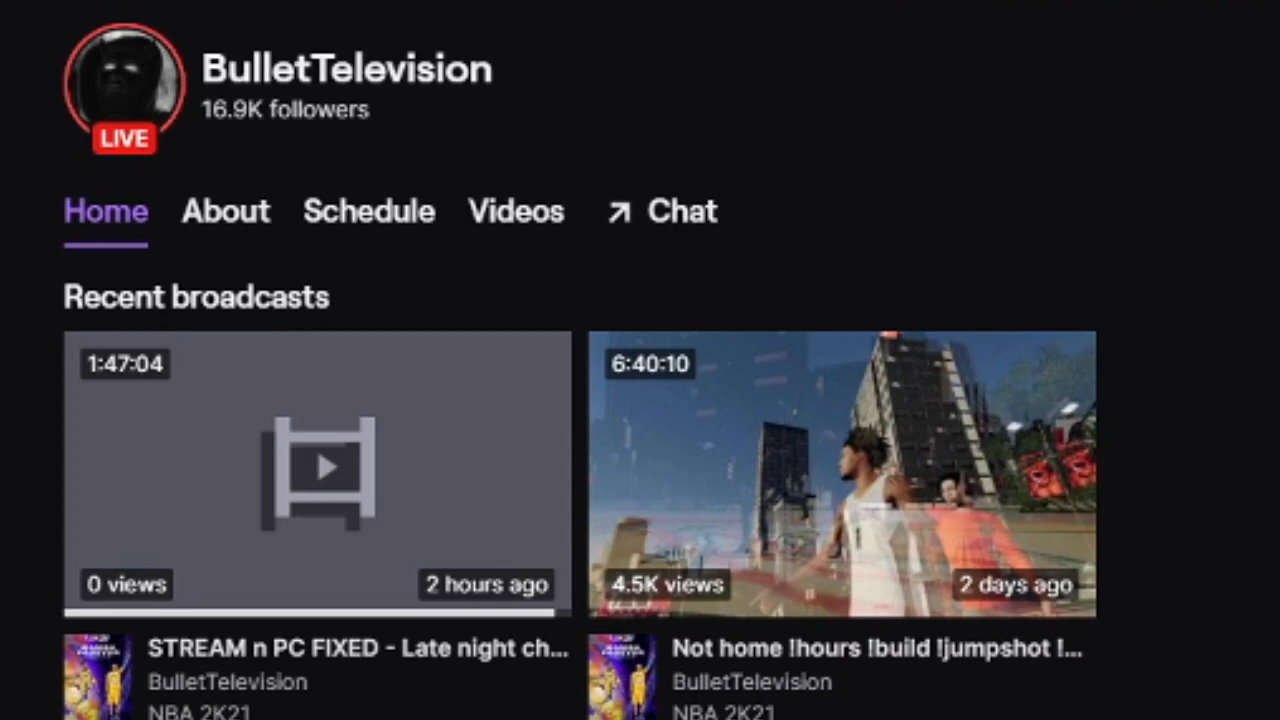 BulletTelevision
16.9K followers
LIVE
Home About Schedule Videos Chat
Recent broadcasts
1:47:04
0 views
2 hours ago
6:40:10
4.5K views
2 days ago
STREAM n PC FIXED - Late night ch...
BulletTelevision
NBA 2K21
Not home !hours !build !jumpshot !...
BulletTelevision
NBA 2K21